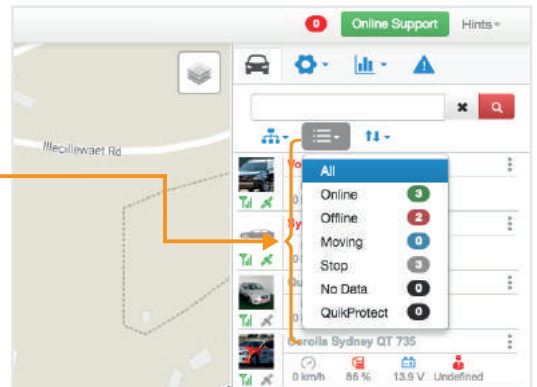 0 Online Support Hints
Illecillewaet Rd
All
Online 3
Offline 2
Moving 0
Stop 3
No Data 0
QuikProtect 0
Corolla Sydney QT 735
0 km/h 86 % 13.9 V Undefined